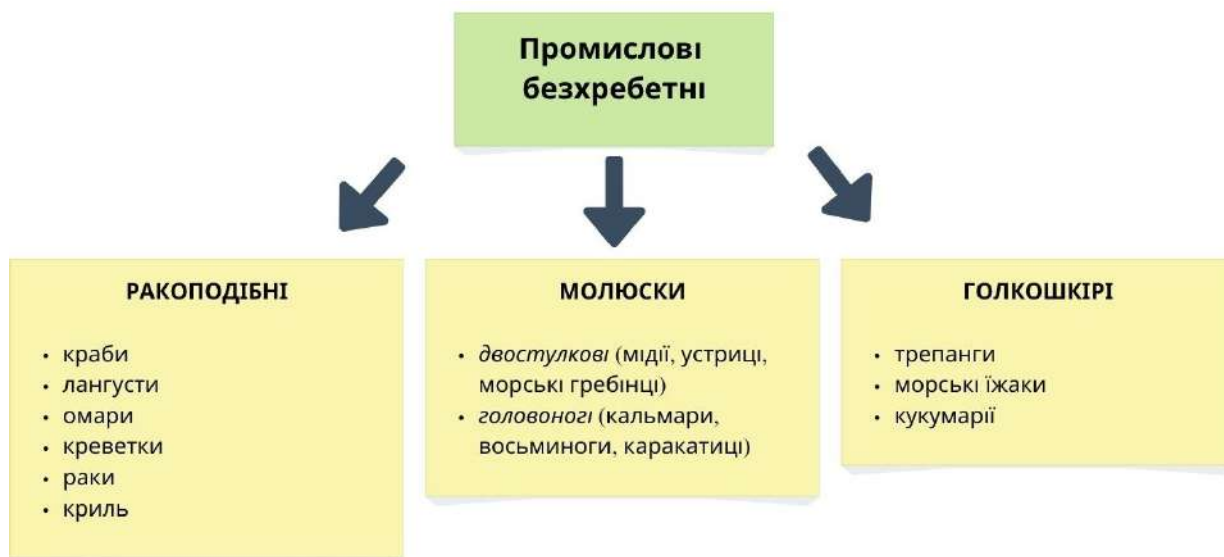 Промислові
безхребетні
РАКОПОДІБНІ
• краби
• лангусти
• омари
• креветки
• раки
• криль
МОЛЮСКИ
• двостулкові (мідії, устриці,
морські гребінці)
• головоногі (кальмари,
восьминоги, каракатиці)
ГОЛКОШКІРІ
• трепанги
• морські їжаки
• кукумарії